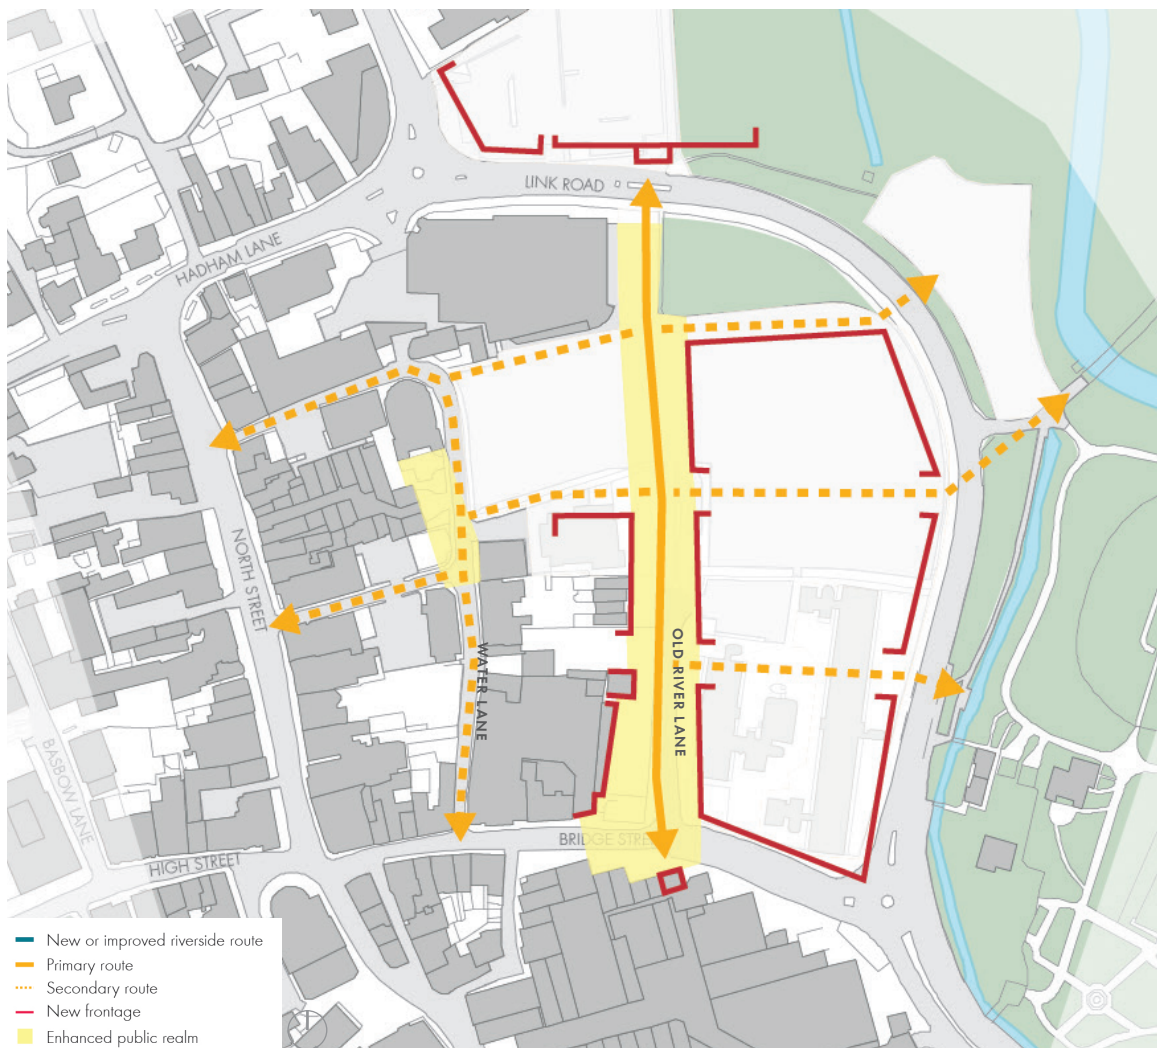 LINK ROAD
HADHAM LANE
NORTH STREET
WATER LANE
OLD RIVER LANE
BASBOW LANE
BRIDGE STREET
HIGH STREET
New or improved riverside route
Primary route
Secondary route
New frontage
Enhanced public realm